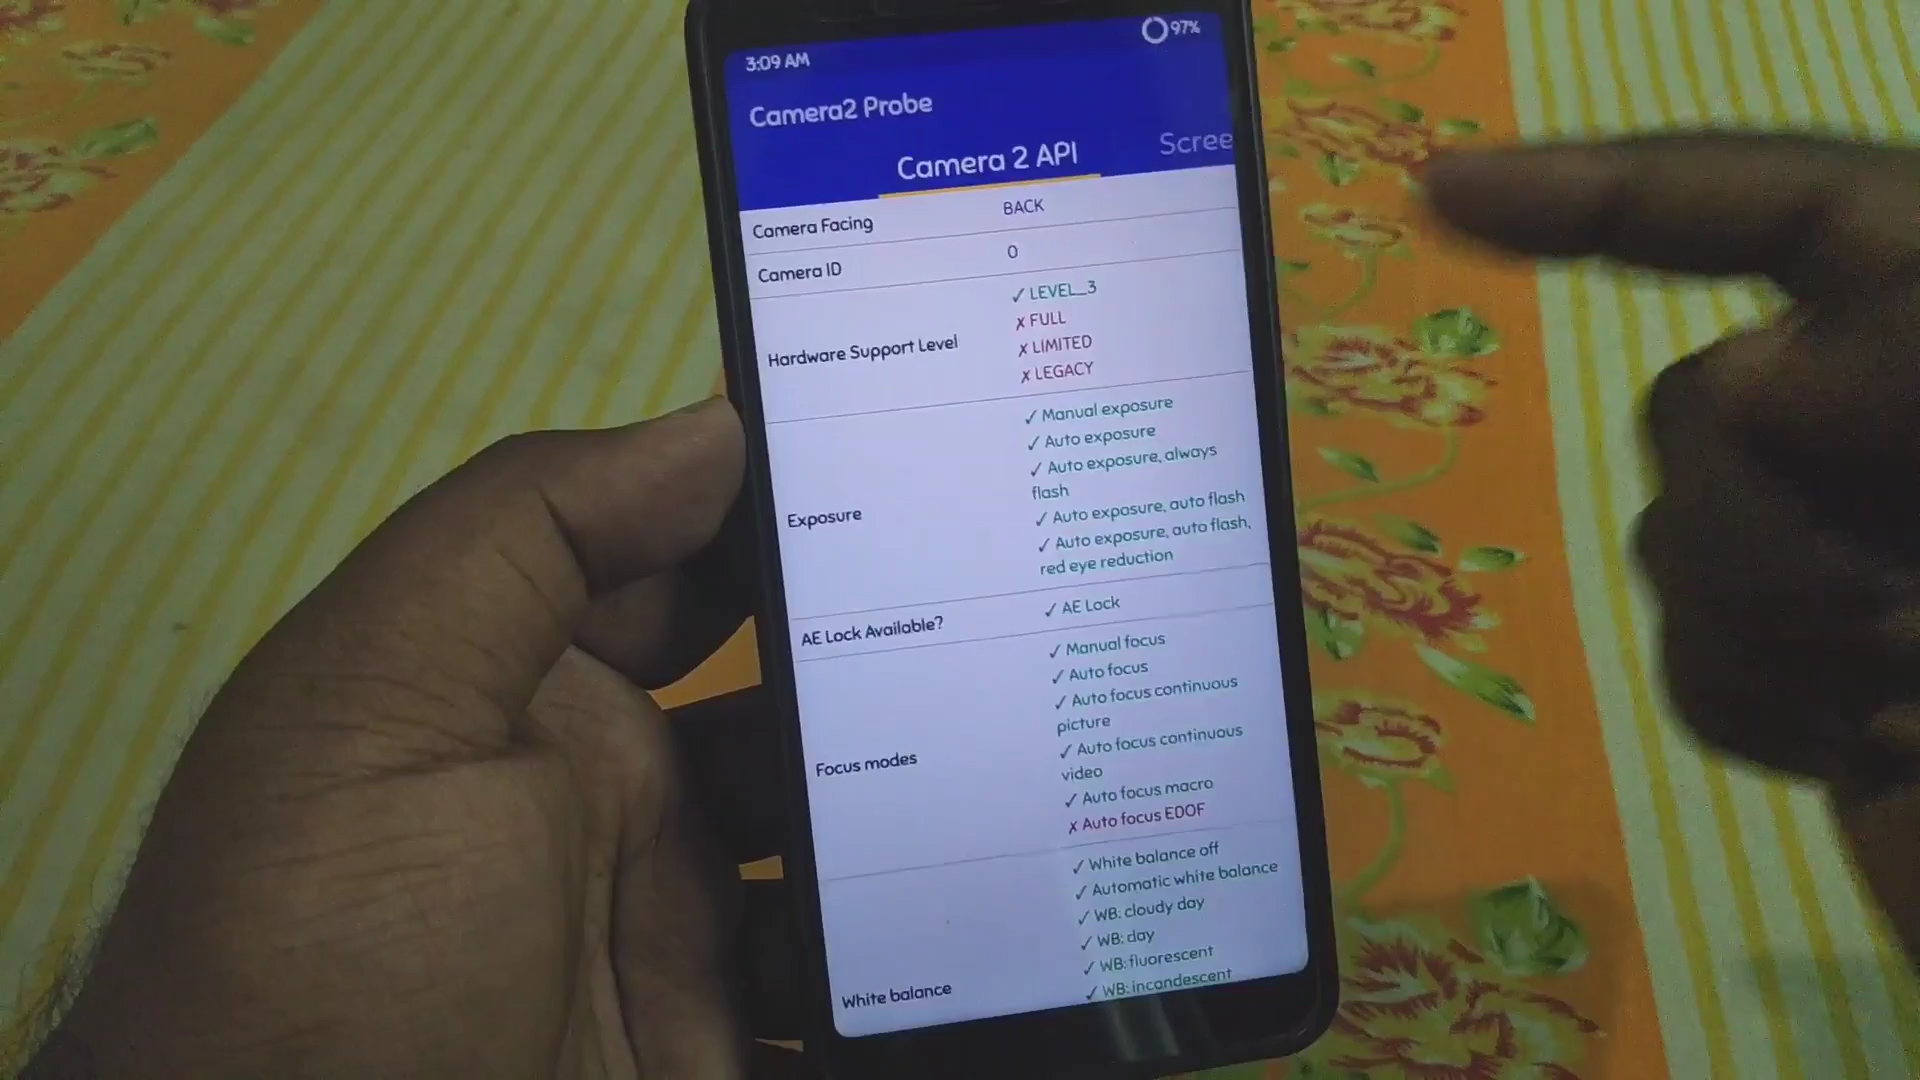 3:09 AM
97%
Camera2 Probe
Camera 2 API
Scree
Camera Facing
BACK
Camera ID
0
Hardware Support Level
✓ LEVEL_3
✗ FULL
✗ LIMITED
✗ LEGACY
Exposure
✓ Manual exposure
✓ Auto exposure
✓ Auto exposure, always
flash
✓ Auto exposure, auto flash
✓ Auto exposure, auto flash,
red eye reduction
AE Lock Available?
✓ AE Lock
Focus modes
✓ Manual focus
✓ Auto focus
✓ Auto focus continuous
picture
✓ Auto focus continuous
video
✓ Auto focus macro
✗ Auto focus EDOF
White balance
✓ White balance off
✓ Automatic white balance
✓ WB: cloudy day
✓ WB: day
✓ WB: fluorescent
✓ WB: incandescent